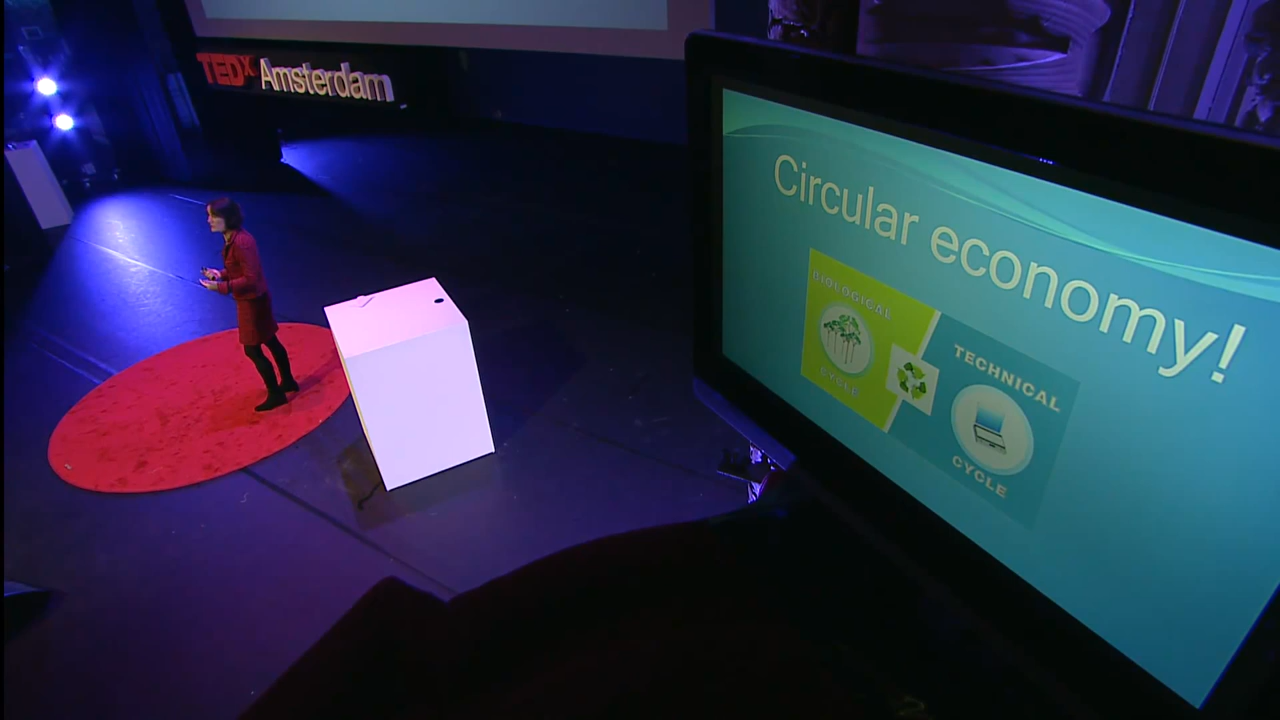 TEDx Amsterdam
Circular economy!
BIOLOGICAL
CYCLE
TECHNICAL
CYCLE